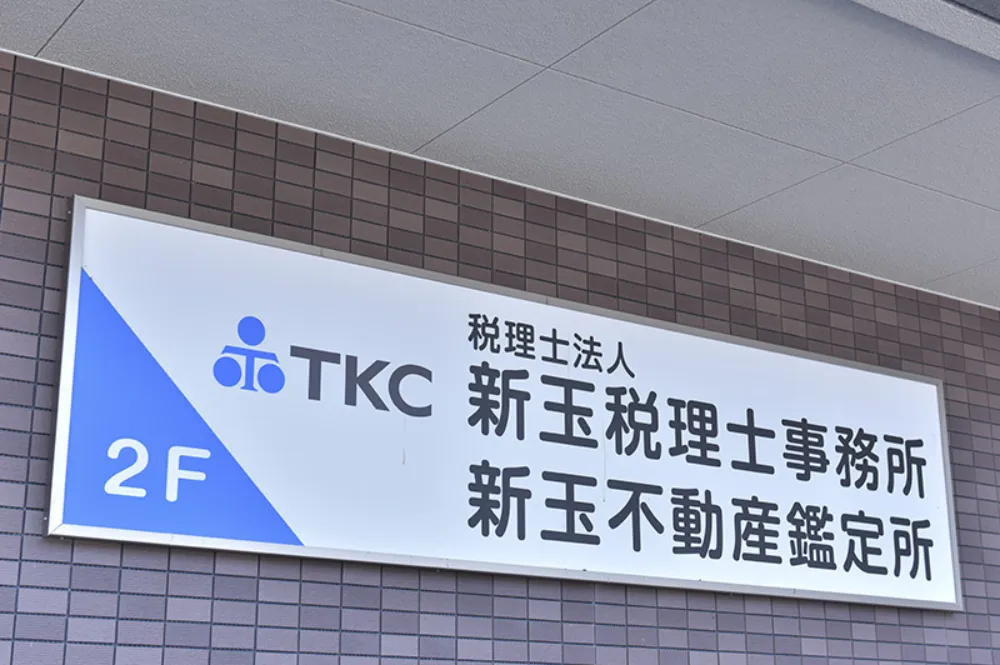 2F
TKC
税理士法人
新玉税理士事務所
新玉不動産鑑定所